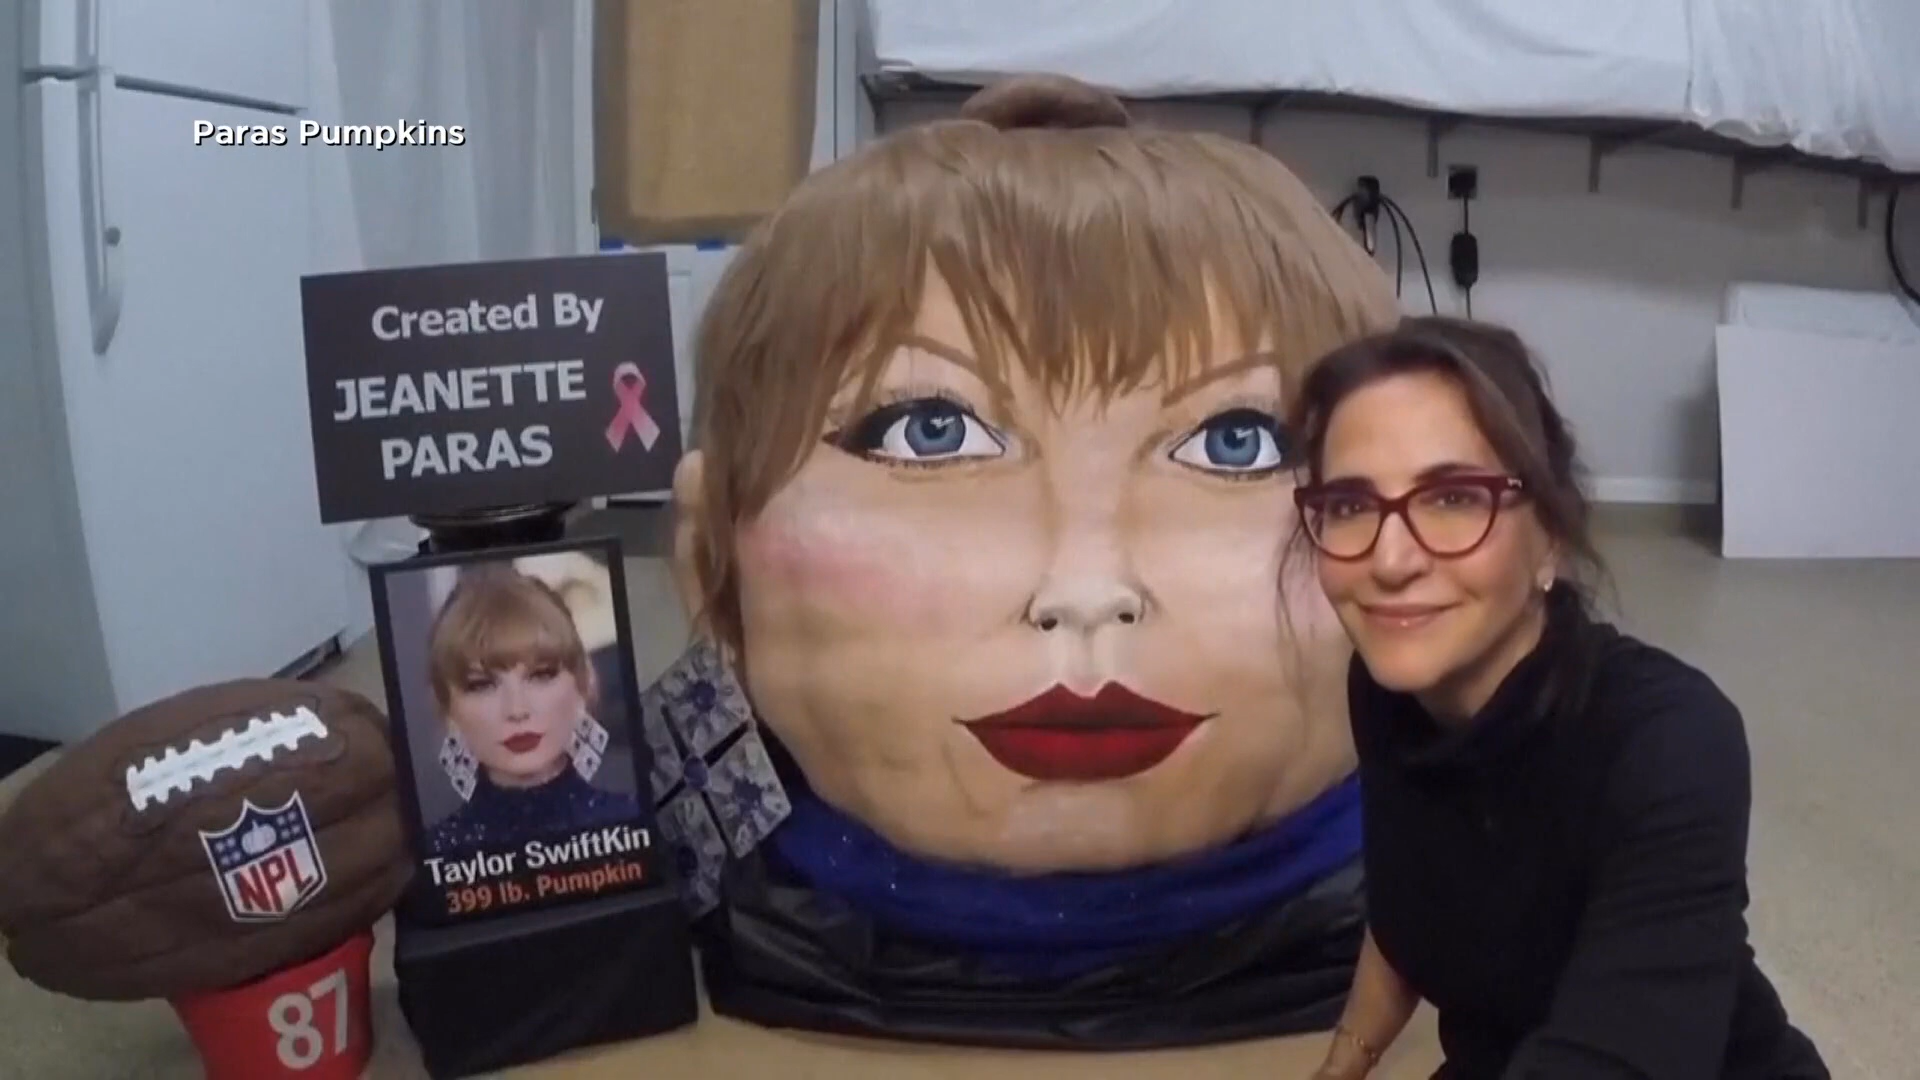 Paras Pumpkins
Created By
JEANETTE
PARAS
Taylor SwiftKin
399 lb. Pumpkin
NPL
87